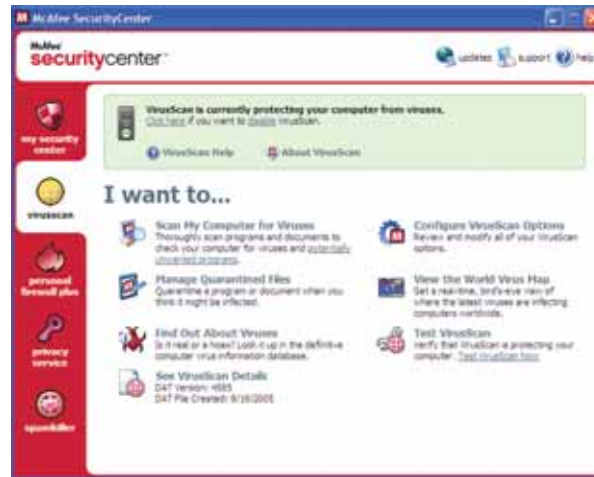 McAfee SecurityCenter
McAfee
securitycenter™
updates support help
my security
center
virusscan
personal
firewall plus
privacy
service
spamkiller
VirusScan is currently protecting your computer from viruses.
Click here if you want to disable VirusScan.
VirusScan Help About VirusScan
I want to...
Scan My Computer for Viruses
Thoroughly scan programs and documents to
check your computer for viruses and potentially
unwanted programs.
Configure VirusScan Options
Review and modify all of your VirusScan
options.
Manage Quarantined Files
Quarantine a program or document when you
think it might be infected.
View the World Virus Map
Get a real-time, bird's-eye view of
where the latest viruses are infecting
computers worldwide.
Find Out About Viruses
Is it real or a hoax? Look it up in the definitive
computer virus information database.
Test VirusScan
Verify that VirusScan is protecting your
computer. Test VirusScan Now.
See VirusScan Details
DAT Version: 4585
DAT File Created: 9/19/2005